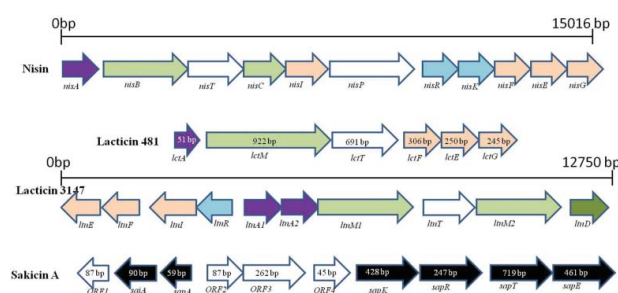 0bp 15016 bp
Nisin
nisA nisB nisT nisC nisI nisP nisR nisK nisF nisE nisG
Lacticin 481 51 bp 922 bp 691 bp 306 bp 250 bp 245 bp
lctA lctM lctT lctF lctE lctG
0bp 12750 bp
Lacticin 3147
ltnE ltnF ltnI ltnR ltnA1 ltnA2 ltnM1 ltnT ltnM2 ltnD
Sakicin A 87 bp 90 bp 59 bp 87 bp 262 bp 45 bp 428 bp 247 bp 719 bp 461 bp
ORF1 saiA sapA ORF2 ORF3 ORF4 sapK sapR sapT sapE